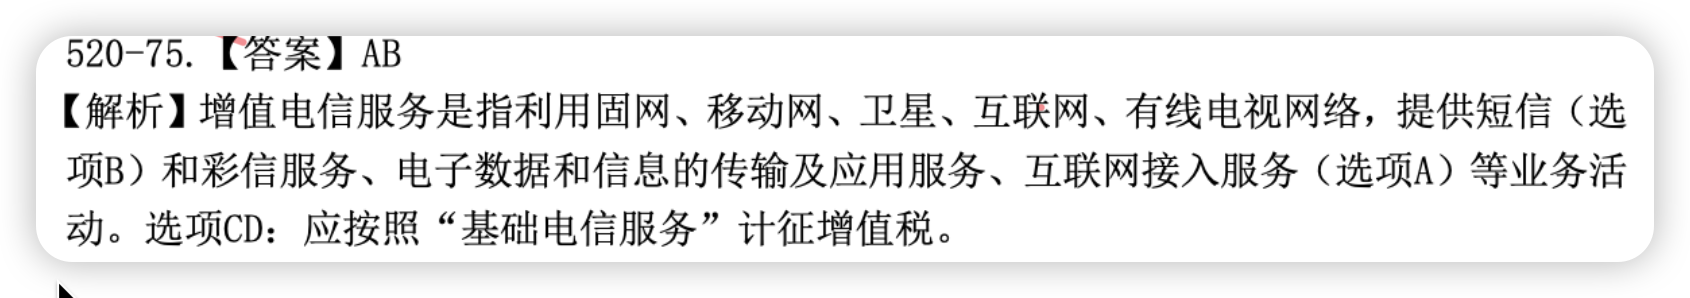 520-75.【答案】AB
【解析】增值电信服务是指利用固网、移动网、卫星、互联网、有线电视网络，提供短信（选
项B）和彩信服务、电子数据和信息的传输及应用服务、互联网接入服务（选项A）等业务活
动。选项CD：应按照“基础电信服务”计征增值税。